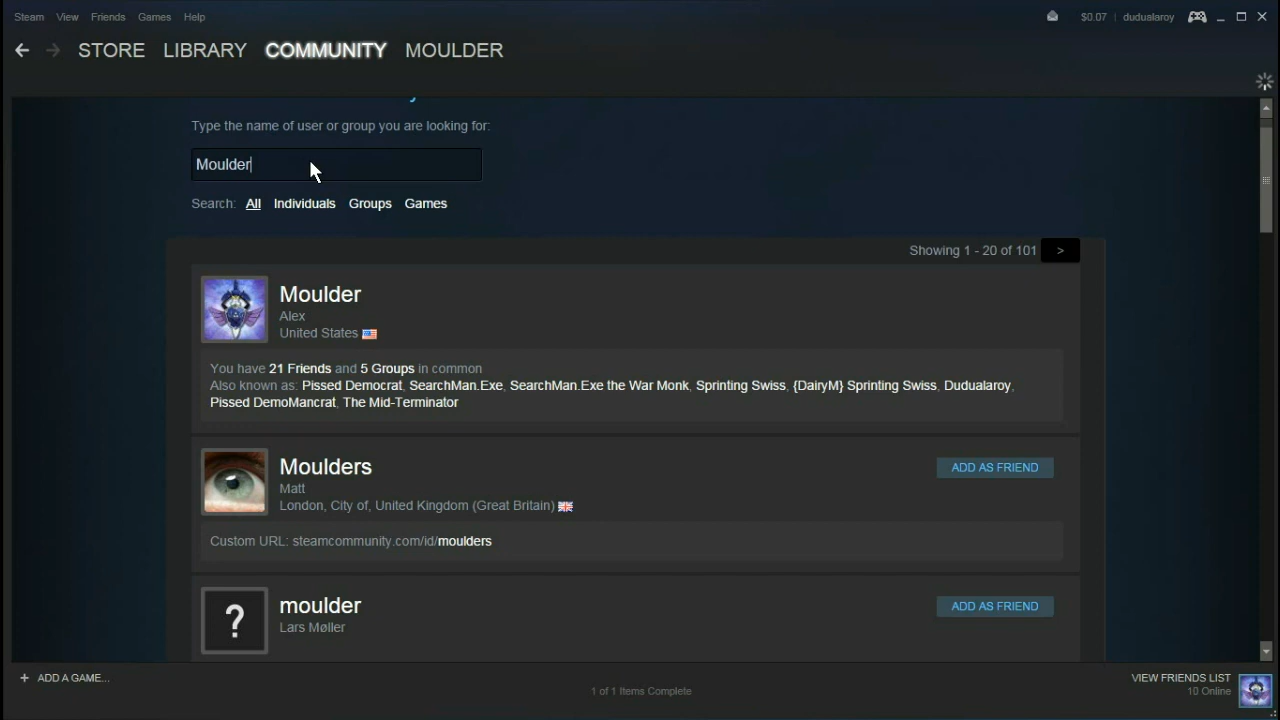 Steam View Friends Games Help
$0.07 dudualaroy
STORE LIBRARY COMMUNITY MOULDER
Type the name of user or group you are looking for:
Moulder
Search: All Individuals Groups Games
Showing 1 - 20 of 101 >
Moulder
Alex
United States
You have 21 Friends and 5 Groups in common
Also known as: Pissed Democrat, SearchMan.Exe, SearchMan.Exe the War Monk, Sprinting Swiss, {DairyM} Sprinting Swiss, Dudualaroy,
Pissed DemoMancrat, The Mid-Terminator
Moulders
ADD AS FRIEND
Matt
London, City of, United Kingdom (Great Britain)
Custom URL: steamcommunity.com/id/moulders
moulder
ADD AS FRIEND
Lars Møller
?
+ ADD A GAME...
1 of 1 Items Complete
VIEW FRIENDS LIST
10 Online